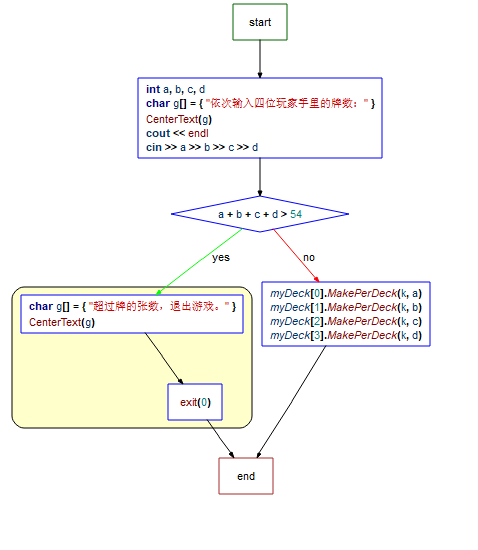 start
int a, b, c, d
char g[] = { "依次输入四位玩家手里的牌数：" }
CenterText(g)
cout << endl
cin >> a >> b >> c >> d
a + b + c + d > 54
yes
no
char g[] = { "超过牌的张数，退出游戏。" }
CenterText(g)
myDeck[0].MakePerDeck(k, a)
myDeck[1].MakePerDeck(k, b)
myDeck[2].MakePerDeck(k, c)
myDeck[3].MakePerDeck(k, d)
exit(0)
end